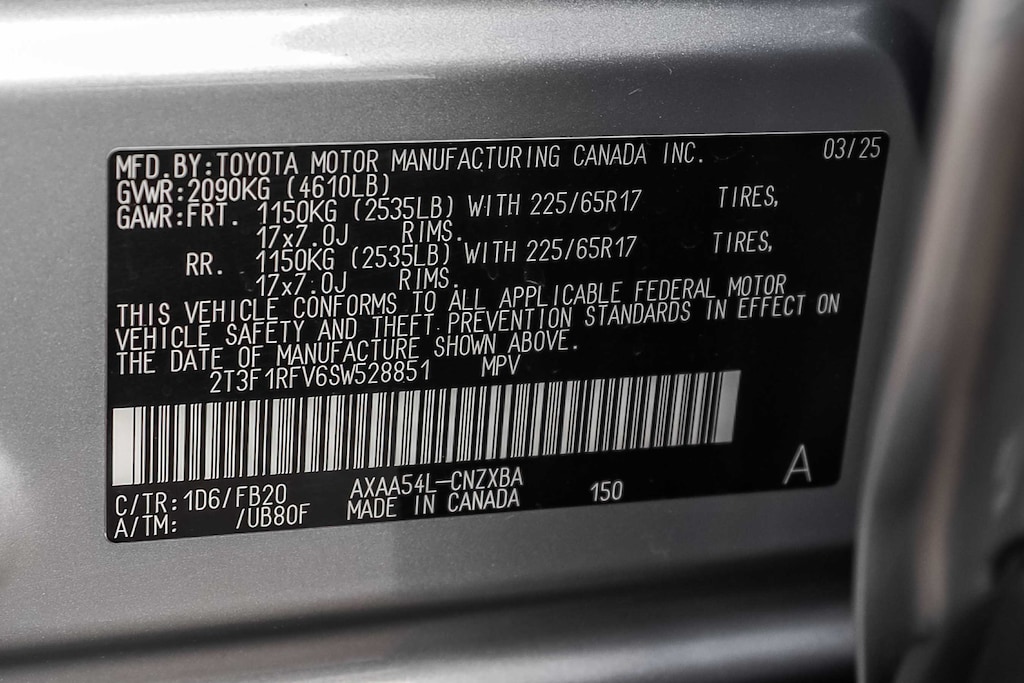 MFD.BY:TOYOTA MOTOR MANUFACTURING CANADA INC. 03/25
GVWR:2090KG (4610LB)
GAWR:FRT. 1150KG (2535LB) WITH 225/65R17 TIRES,
17x7.0J RIMS.
RR. 1150KG (2535LB) WITH 225/65R17 TIRES,
17x7.0J RIMS.
THIS VEHICLE CONFORMS TO ALL APPLICABLE FEDERAL MOTOR
VEHICLE SAFETY AND THEFT PREVENTION STANDARDS IN EFFECT ON
THE DATE OF MANUFACTURE SHOWN ABOVE.
2T3F1RFV6SW528851 MPV
A
C/TR:1D6/FB20 AXAA54L-CNZXBA 150
A/TM: /UB80F MADE IN CANADA